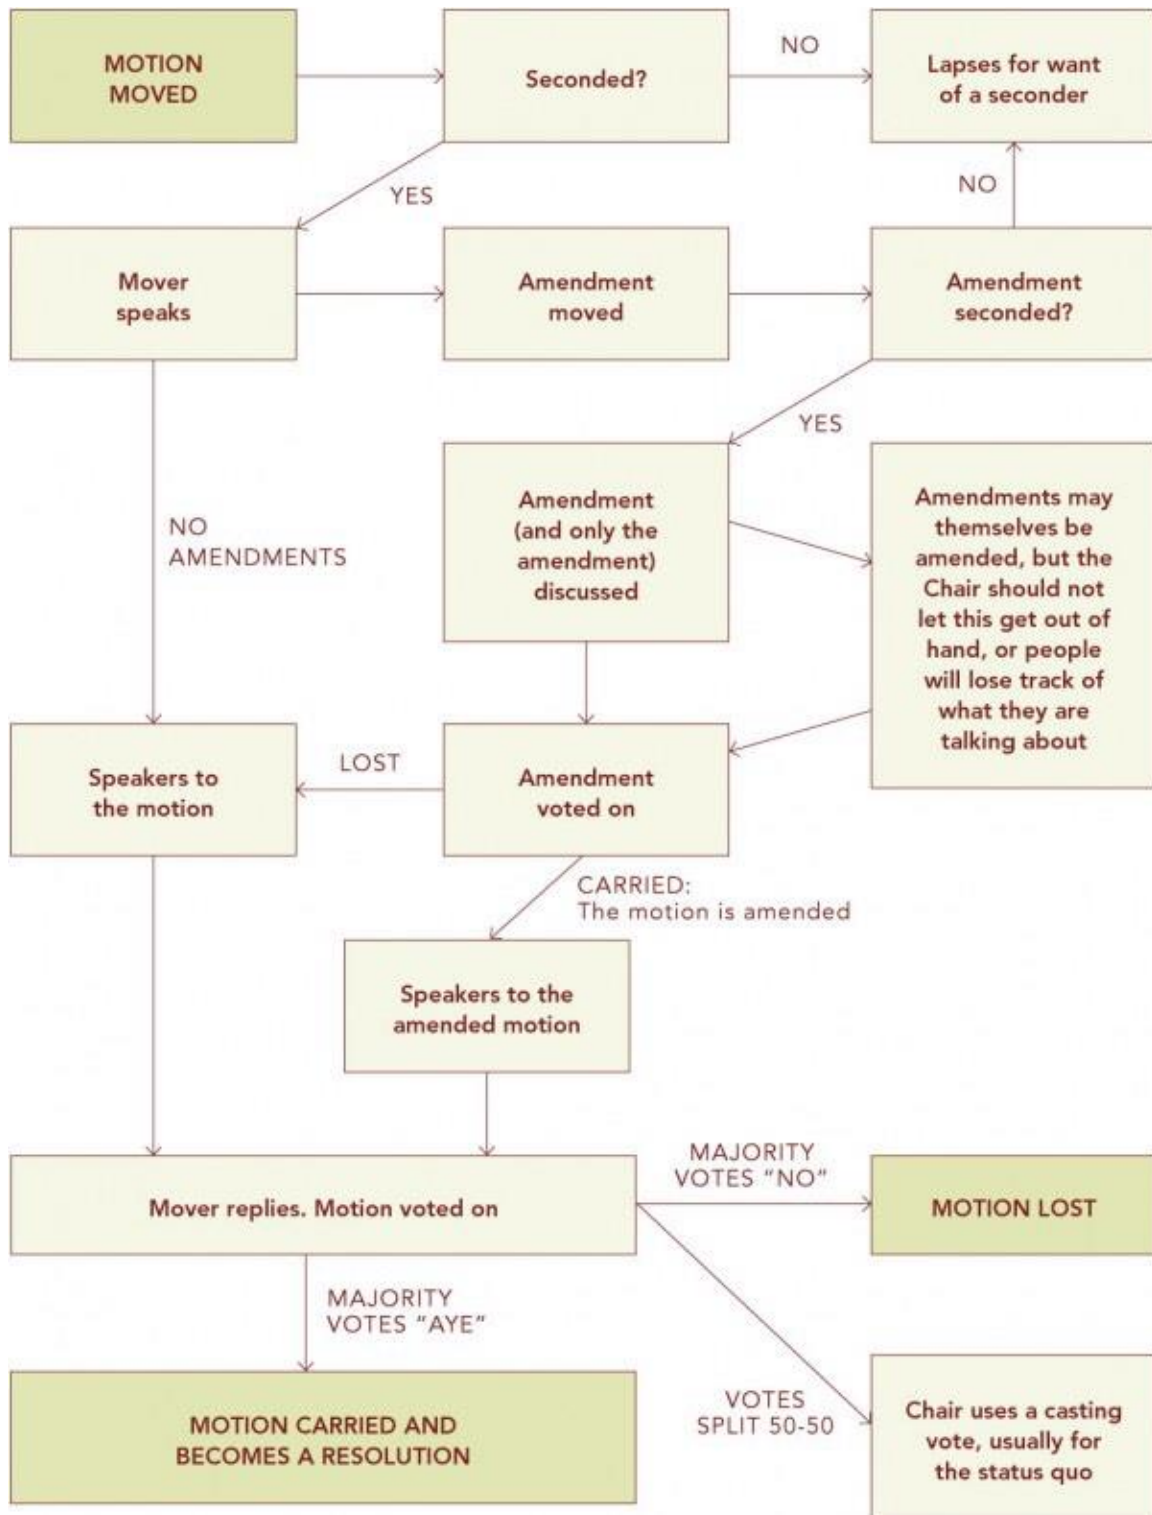 MOTION
MOVED
Seconded?
NO
Lapses for want
of a seconder
YES
NO
Mover
speaks
Amendment
moved
Amendment
seconded?
YES
NO
AMENDMENTS
Amendment
(and only the
amendment)
discussed
Amendments may
themselves be
amended, but the
Chair should not
let this get out of
hand, or people
will lose track of
what they are
talking about
Speakers to
the motion
LOST
Amendment
voted on
CARRIED:
The motion is amended
Speakers to the
amended motion
Mover replies. Motion voted on
MAJORITY
VOTES “NO”
MOTION LOST
MAJORITY
VOTES “AYE”
MOTION CARRIED AND
BECOMES A RESOLUTION
VOTES
SPLIT 50-50
Chair uses a casting
vote, usually for
the status quo